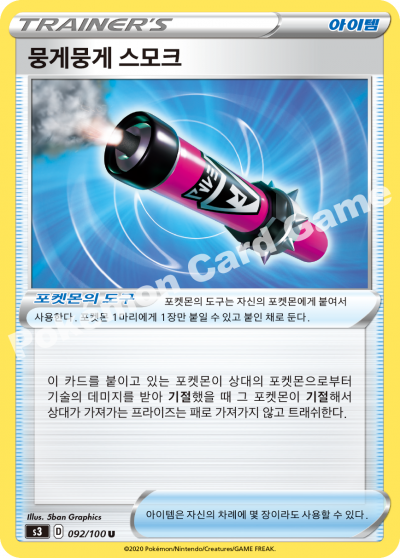 TRAINER'S
아이템
뭉게뭉게 스모크
포켓몬의 도구 포켓몬의 도구는 자신의 포켓몬에게 붙여서
사용한다. 포켓몬 1마리에게 1장만 붙일 수 있고 붙인 채로 둔다.
이 카드를 붙이고 있는 포켓몬이 상대의 포켓몬으로부터
기술의 데미지를 받아 기절했을 때 그 포켓몬이 기절해서
상대가 가져가는 프라이즈는 패로 가져가지 않고 트래쉬한다.
Illus. 5ban Graphics
s3 D 092/100 U
아이템은 자신의 차례에 몇 장이라도 사용할 수 있다.
©2020 Pokémon/Nintendo/Creatures/GAME FREAK.
Pokémon Card Game